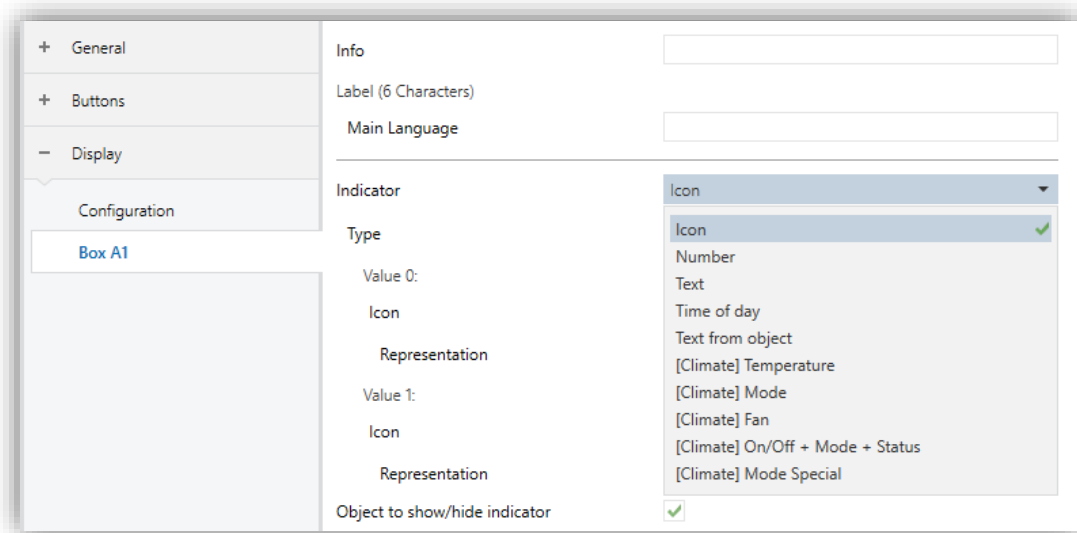 + General
+ Buttons
− Display
Configuration
Box A1
Info
Label (6 Characters)
Main Language
Indicator
Icon
Type
Value 0:
Icon
Representation
Value 1:
Icon
Representation
Object to show/hide indicator
Icon
Number
Text
Time of day
Text from object
[Climate] Temperature
[Climate] Mode
[Climate] Fan
[Climate] On/Off + Mode + Status
[Climate] Mode Special